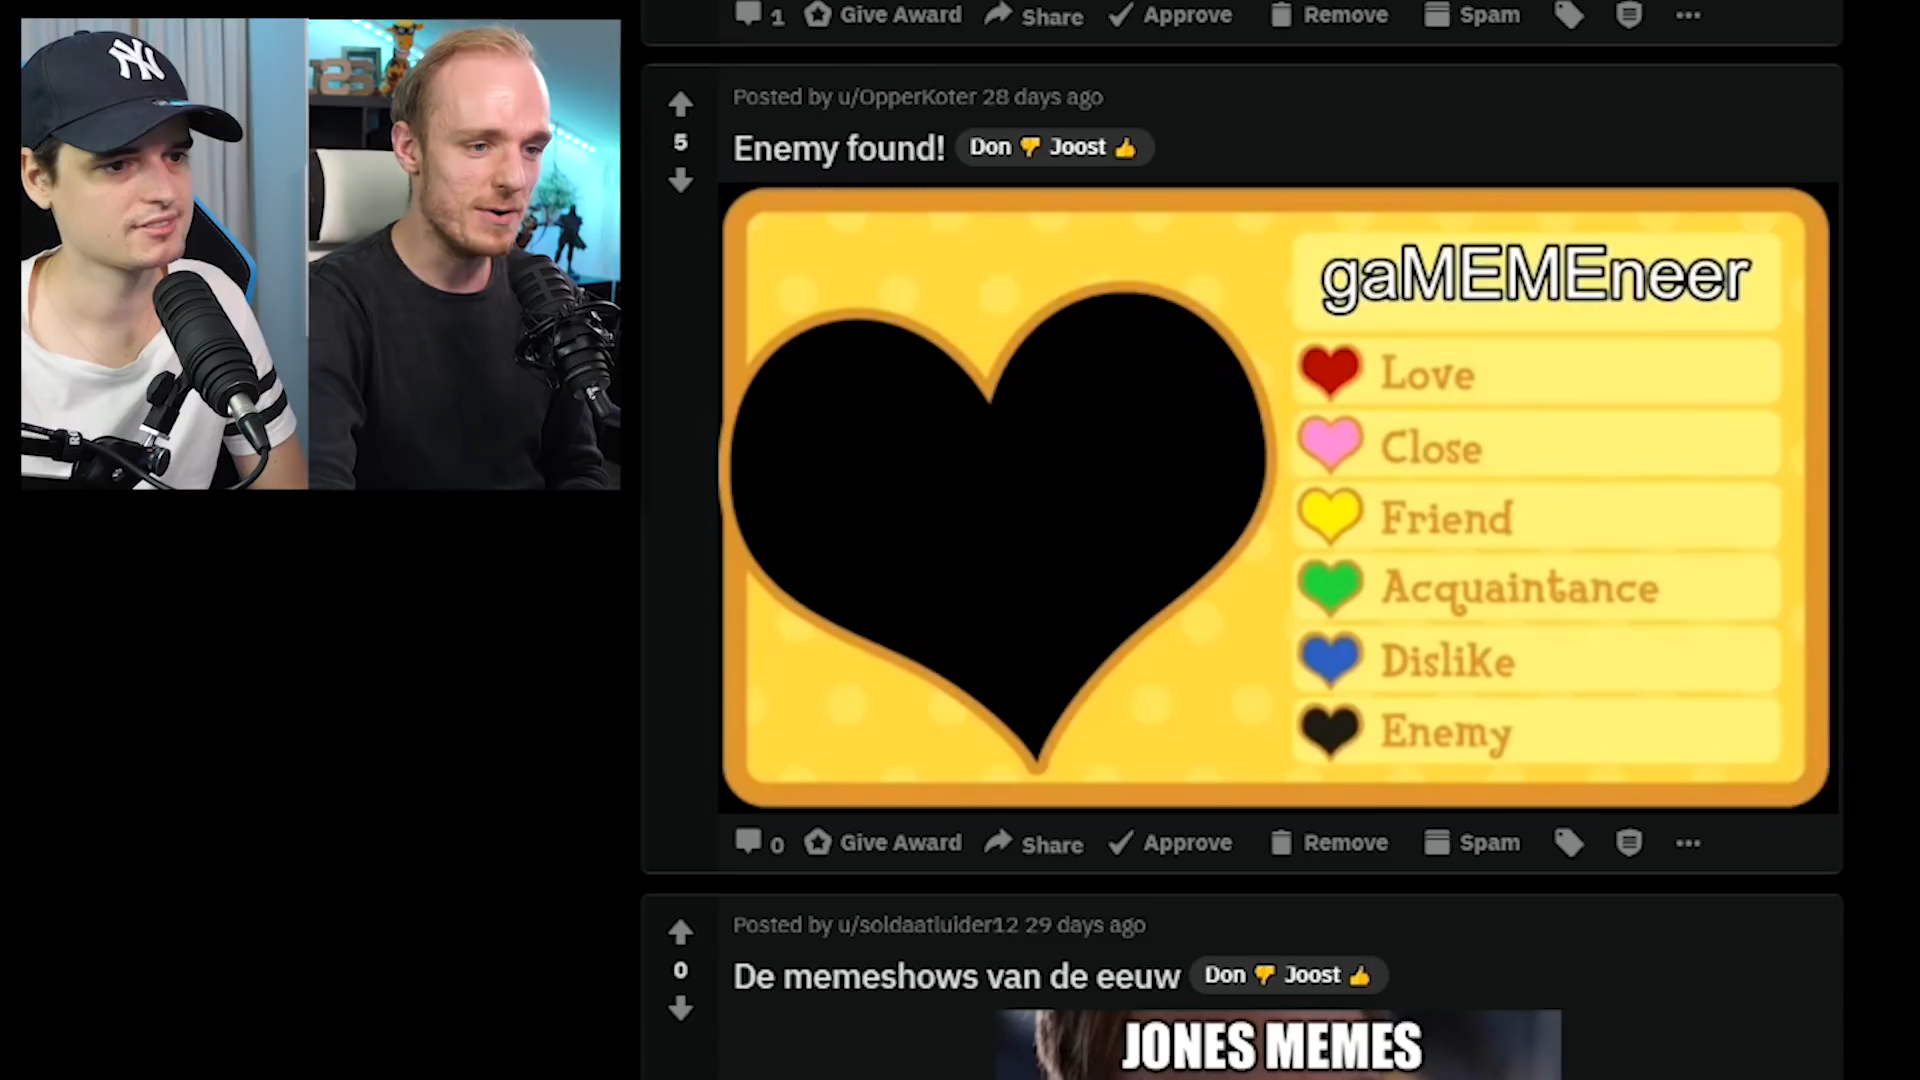 NY
1 Give Award Share Approve Remove Spam
Posted by u/OpperKoter 28 days ago
5
Enemy found! Don 👎 Joost 👍
gaMEMEneer
Love
Close
Friend
Acquaintance
Dislike
Enemy
0 Give Award Share Approve Remove Spam
Posted by u/soldaatluider12 29 days ago
0
De memeshows van de eeuw Don 👎 Joost 👍
JONES MEMES